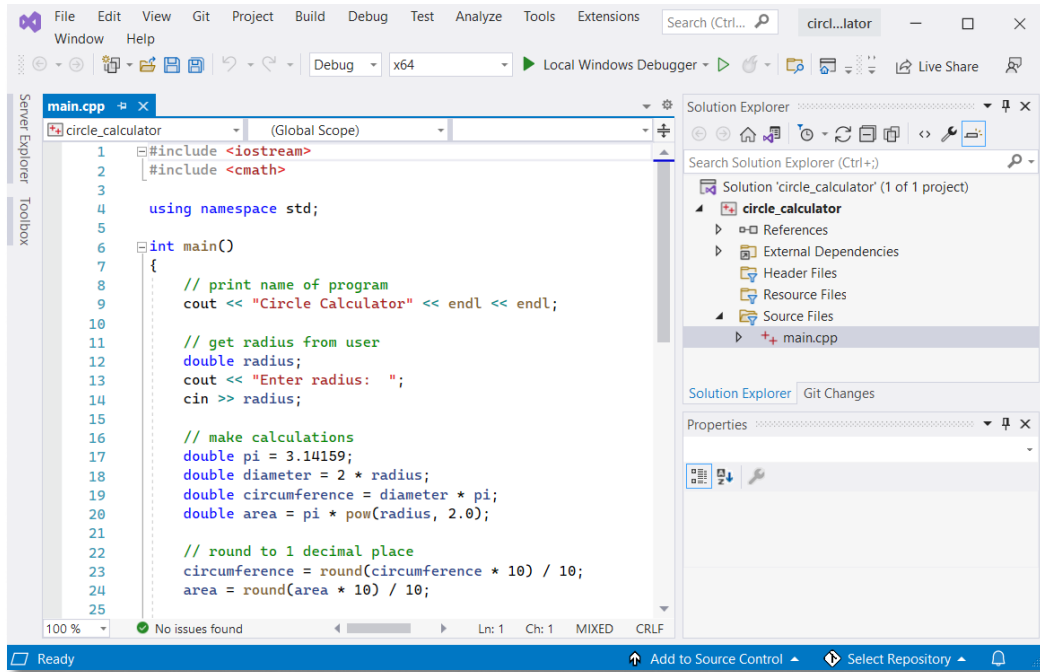 File Edit View Git Project Build Debug Test Analyze Tools Extensions
Window Help
Search (Ctrl...
circl...lator
Debug
x64
Local Windows Debugger
Live Share
Server Explorer
Toolbox
main.cpp
circle_calculator
(Global Scope)
1 #include <iostream>
2 #include <cmath>
3
4 using namespace std;
5
6 int main()
7 {
8 // print name of program
9 cout << "Circle Calculator" << endl << endl;
10
11 // get radius from user
12 double radius;
13 cout << "Enter radius:  ";
14 cin >> radius;
15
16 // make calculations
17 double pi = 3.14159;
18 double diameter = 2 * radius;
19 double circumference = diameter * pi;
20 double area = pi * pow(radius, 2.0);
21
22 // round to 1 decimal place
23 circumference = round(circumference * 10) / 10;
24 area = round(area * 10) / 10;
25
100 % No issues found Ln: 1 Ch: 1 MIXED CRLF
Solution Explorer
Search Solution Explorer (Ctrl+;)
Solution 'circle_calculator' (1 of 1 project)
circle_calculator
References
External Dependencies
Header Files
Resource Files
Source Files
main.cpp
Solution Explorer Git Changes
Properties
Ready Add to Source Control Select Repository